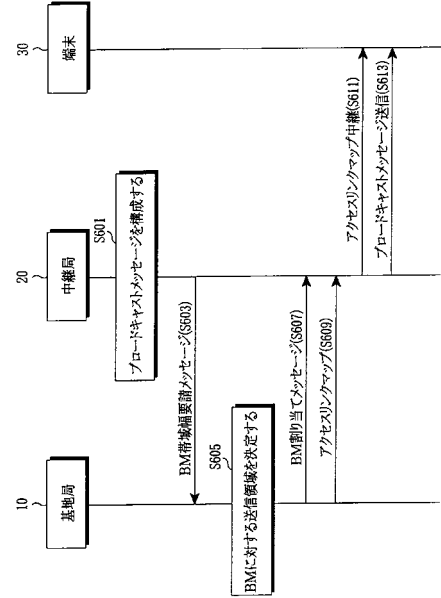 10
基地局
20
中継局
30
端末
S601
ブロードキャストメッセージを構成する
BM帯域幅要請メッセージ(S603)
S605
BMに対する送信領域を決定する
BM割り当てメッセージ(S607)
アクセスリンクマップ(S609)
アクセスリンクマップ中継(S611)
ブロードキャストメッセージ送信(S613)